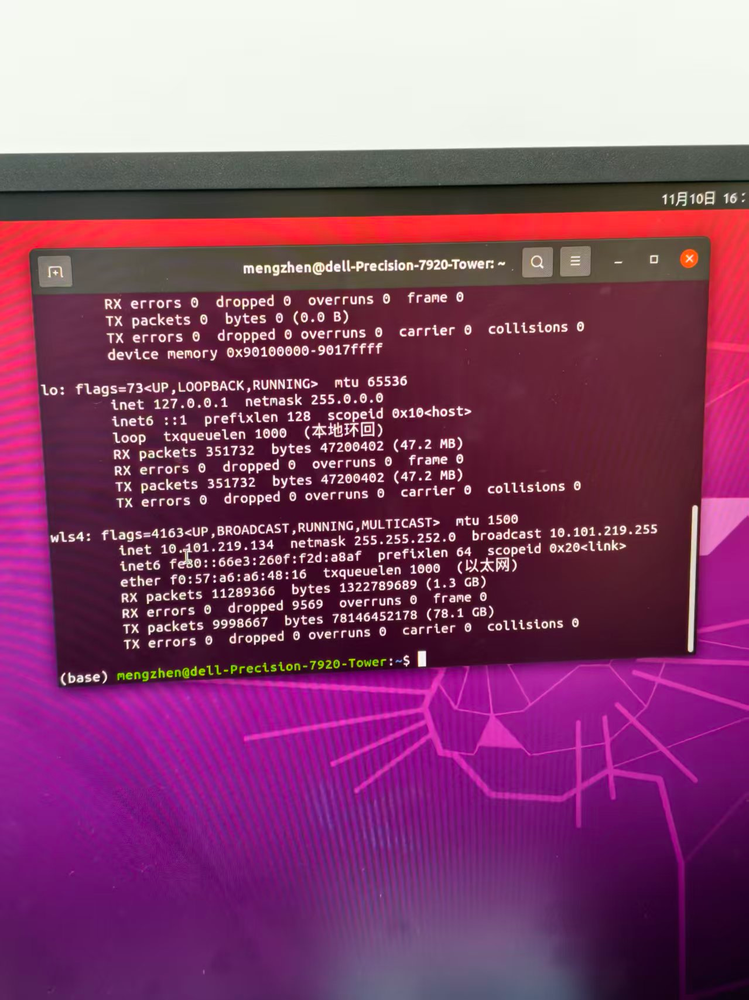 11月10日 16:
mengzhen@dell-Precision-7920-Tower: ~
RX errors 0  dropped 0  overruns 0  frame 0
TX packets 0  bytes 0 (0.0 B)
TX errors 0  dropped 0 overruns 0  carrier 0  collisions 0
device memory 0x90100000-9017ffff
lo: flags=73<UP,LOOPBACK,RUNNING>  mtu 65536
inet 127.0.0.1  netmask 255.0.0.0
inet6 ::1  prefixlen 128  scopeid 0x10<host>
loop  txqueuelen 1000  (本地环回)
RX packets 351732  bytes 47200402 (47.2 MB)
RX errors 0  dropped 0  overruns 0  frame 0
TX packets 351732  bytes 47200402 (47.2 MB)
TX errors 0  dropped 0 overruns 0  carrier 0  collisions 0
wls4: flags=4163<UP,BROADCAST,RUNNING,MULTICAST>  mtu 1500
inet 10.101.219.134  netmask 255.255.252.0  broadcast 10.101.219.255
inet6 fe80::66e3:260f:f2d:a8af  prefixlen 64  scopeid 0x20<link>
ether f0:57:a6:a6:48:16  txqueuelen 1000  (以太网)
RX packets 11289366  bytes 1322789689 (1.3 GB)
RX errors 0  dropped 9569  overruns 0  frame 0
TX packets 9998667  bytes 78146452178 (78.1 GB)
TX errors 0  dropped 0 overruns 0  carrier 0  collisions 0
(base) mengzhen@dell-Precision-7920-Tower:~$